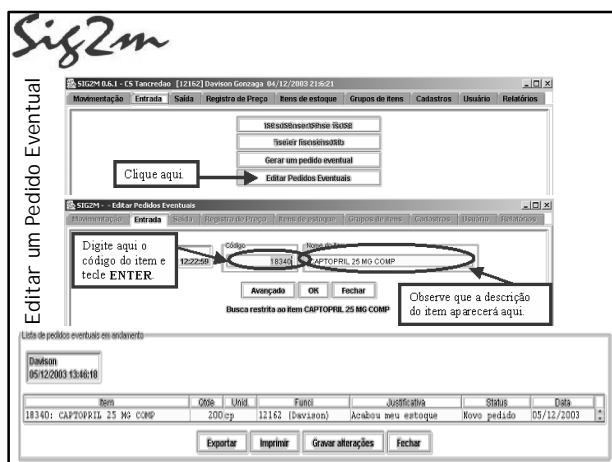 Sig2m
Editar um Pedido Eventual
SIG2M 0.6.1 - CS Tancredao [12162] Davison Gonzaga 04/12/2003 21:5:21
Movimentação Entrada Saída Registro de Preço Itens de estoque Grupos de itens Cadastros Usuário Relatórios
Gerar um pedido eventual
Clique aqui.
Editar Pedidos Eventuais
SIG2M - - Editar Pedidos Eventuais
Movimentação Entrada Saída Registro de Preço Itens de estoque Grupos de itens Cadastros Usuário Relatórios
Digite aqui o código do item e tecle ENTER.
12:22:59
Código
18340
Nome do item
CAPTOPRIL 25 MG COMP
Avançado OK Fechar
Observe que a descrição do item aparecerá aqui.
Busca restrita ao item CAPTOPRIL 25 MG COMP
Lista de pedidos eventuais em andamento
Davison
05/12/2003 13:46:18
Item Qtde Unid. Funci Justificativa Status Data
18340: CAPTOPRIL 25 MG COMP 200 cp 12162 (Davison) Acabou meu estoque Novo pedido 05/12/2003
Exportar Imprimir Gravar alterações Fechar